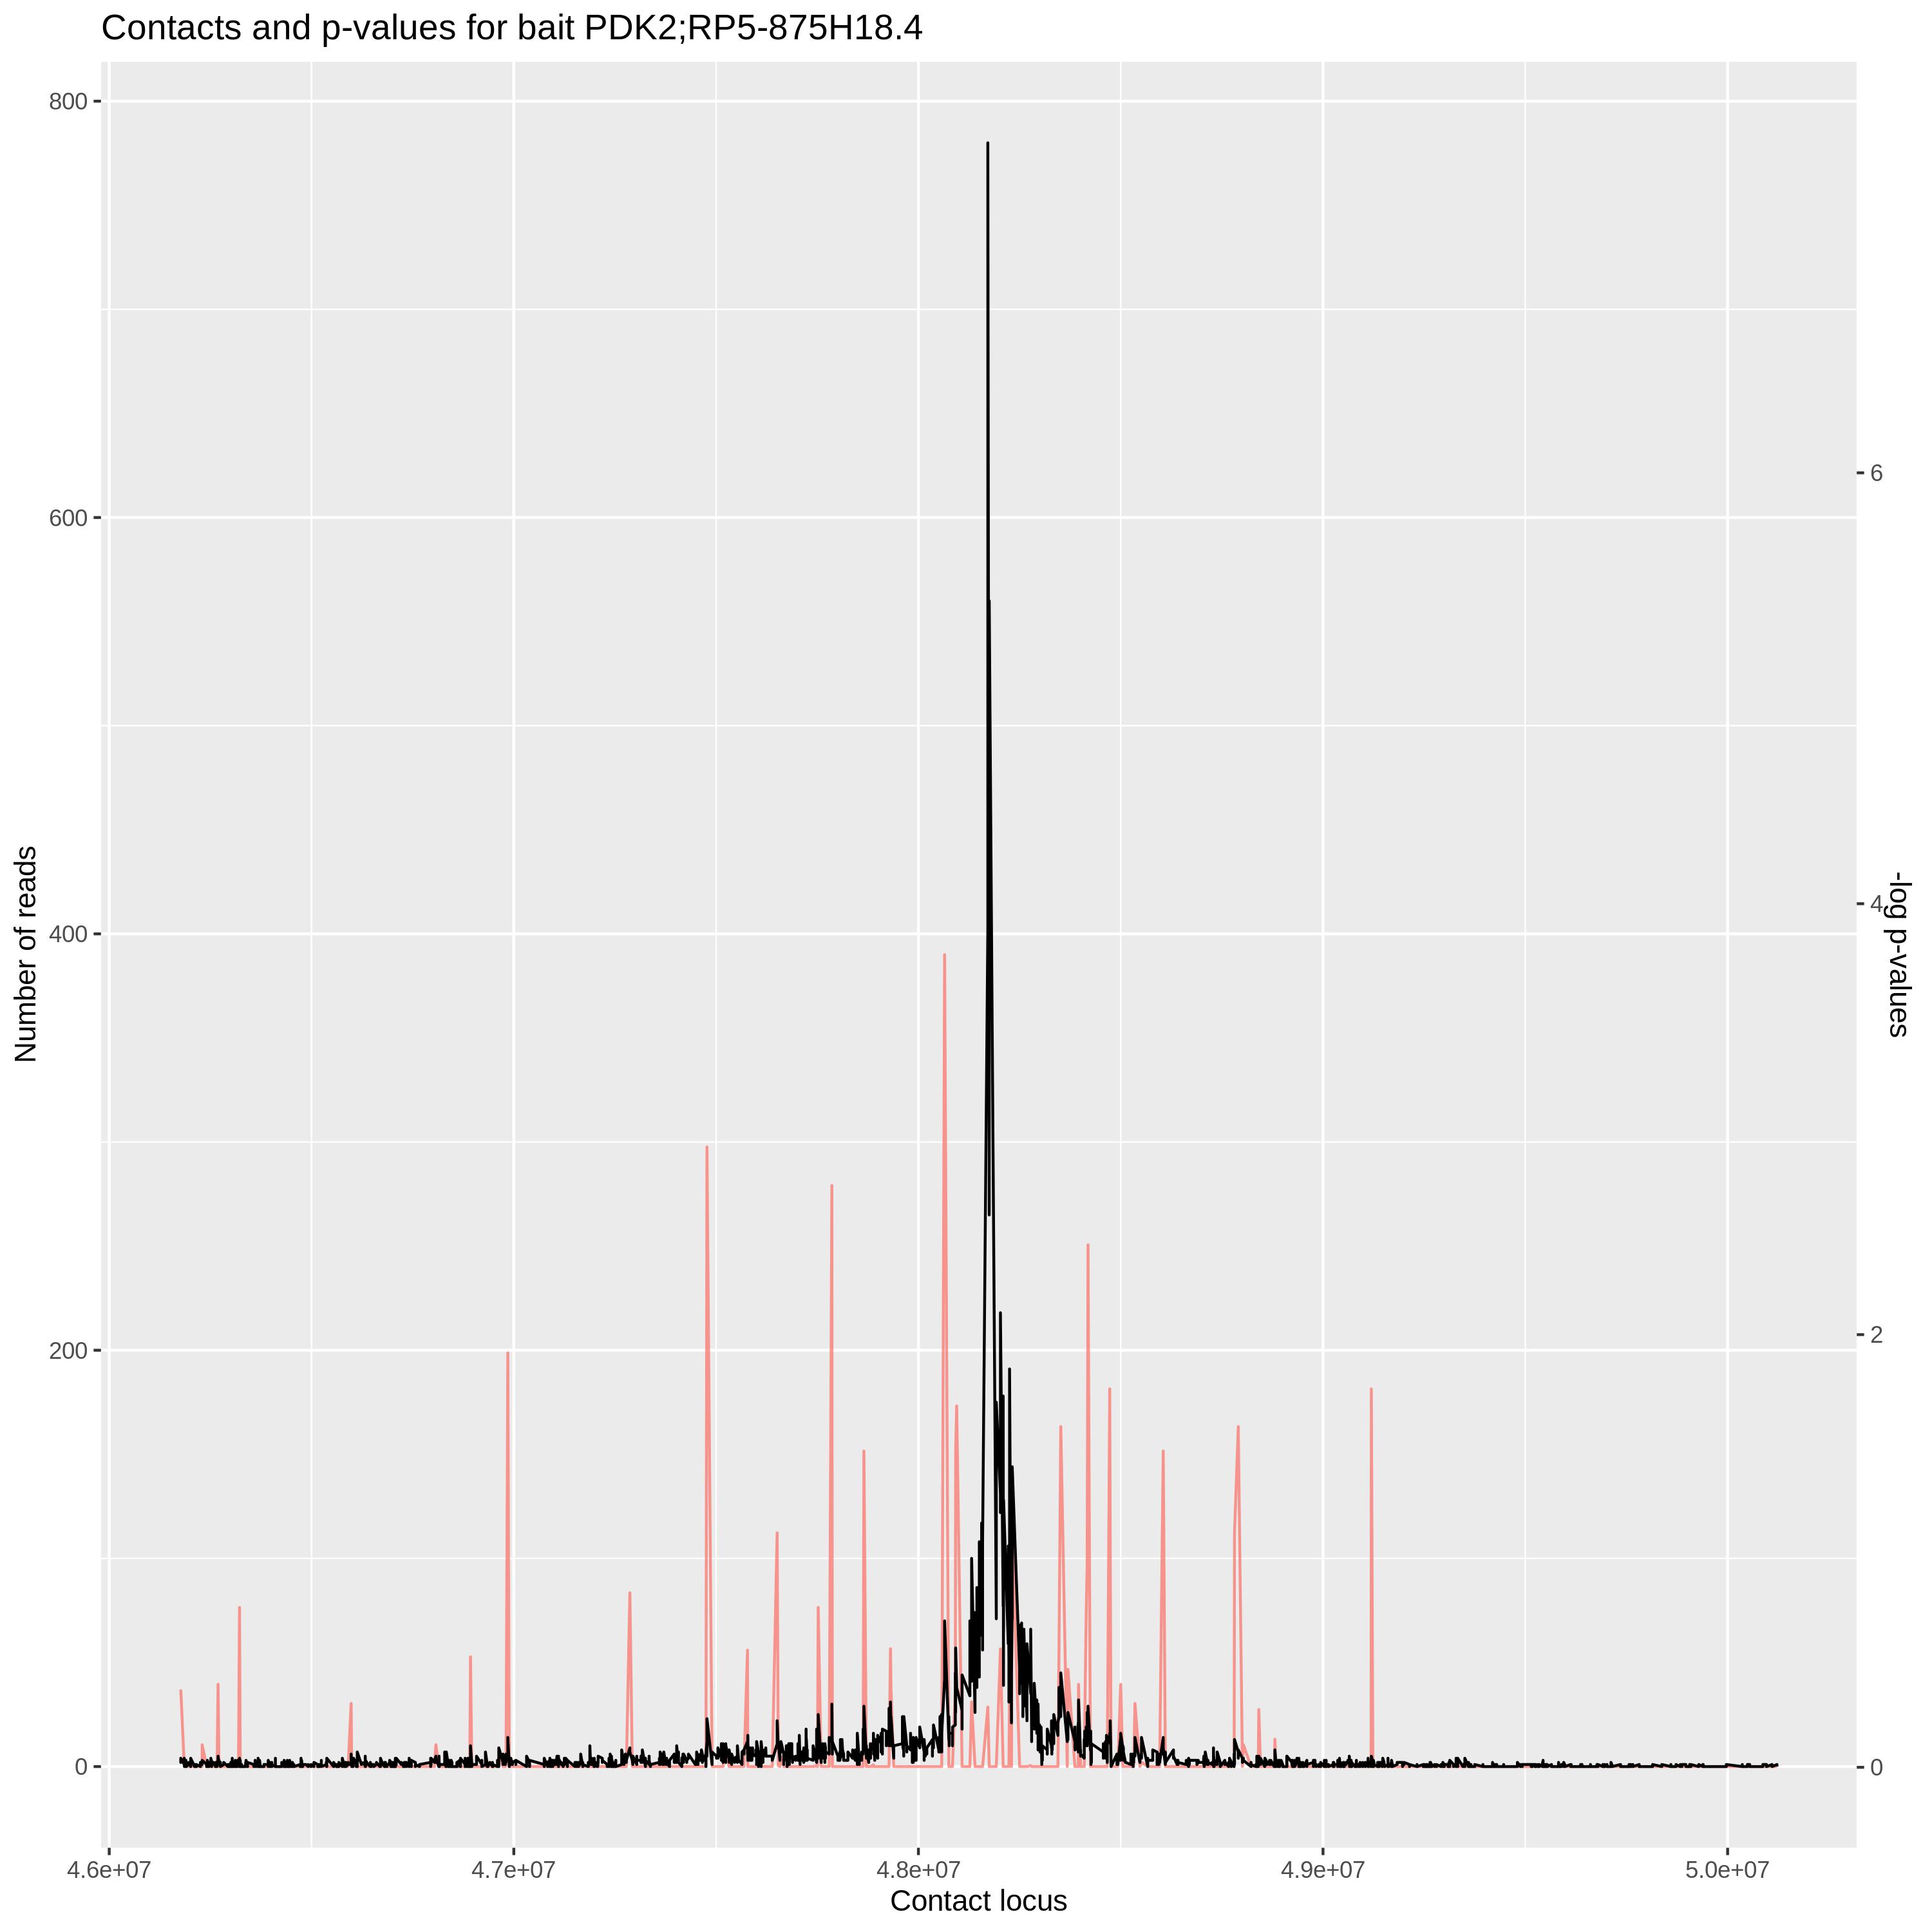 Contacts and p-values for bait PDK2;RP5-875H18.4
800
600
400
200
0
Number of reads
6
4
2
0
-log p-values
4.6e+07
4.7e+07
4.8e+07
4.9e+07
5.0e+07
Contact locus